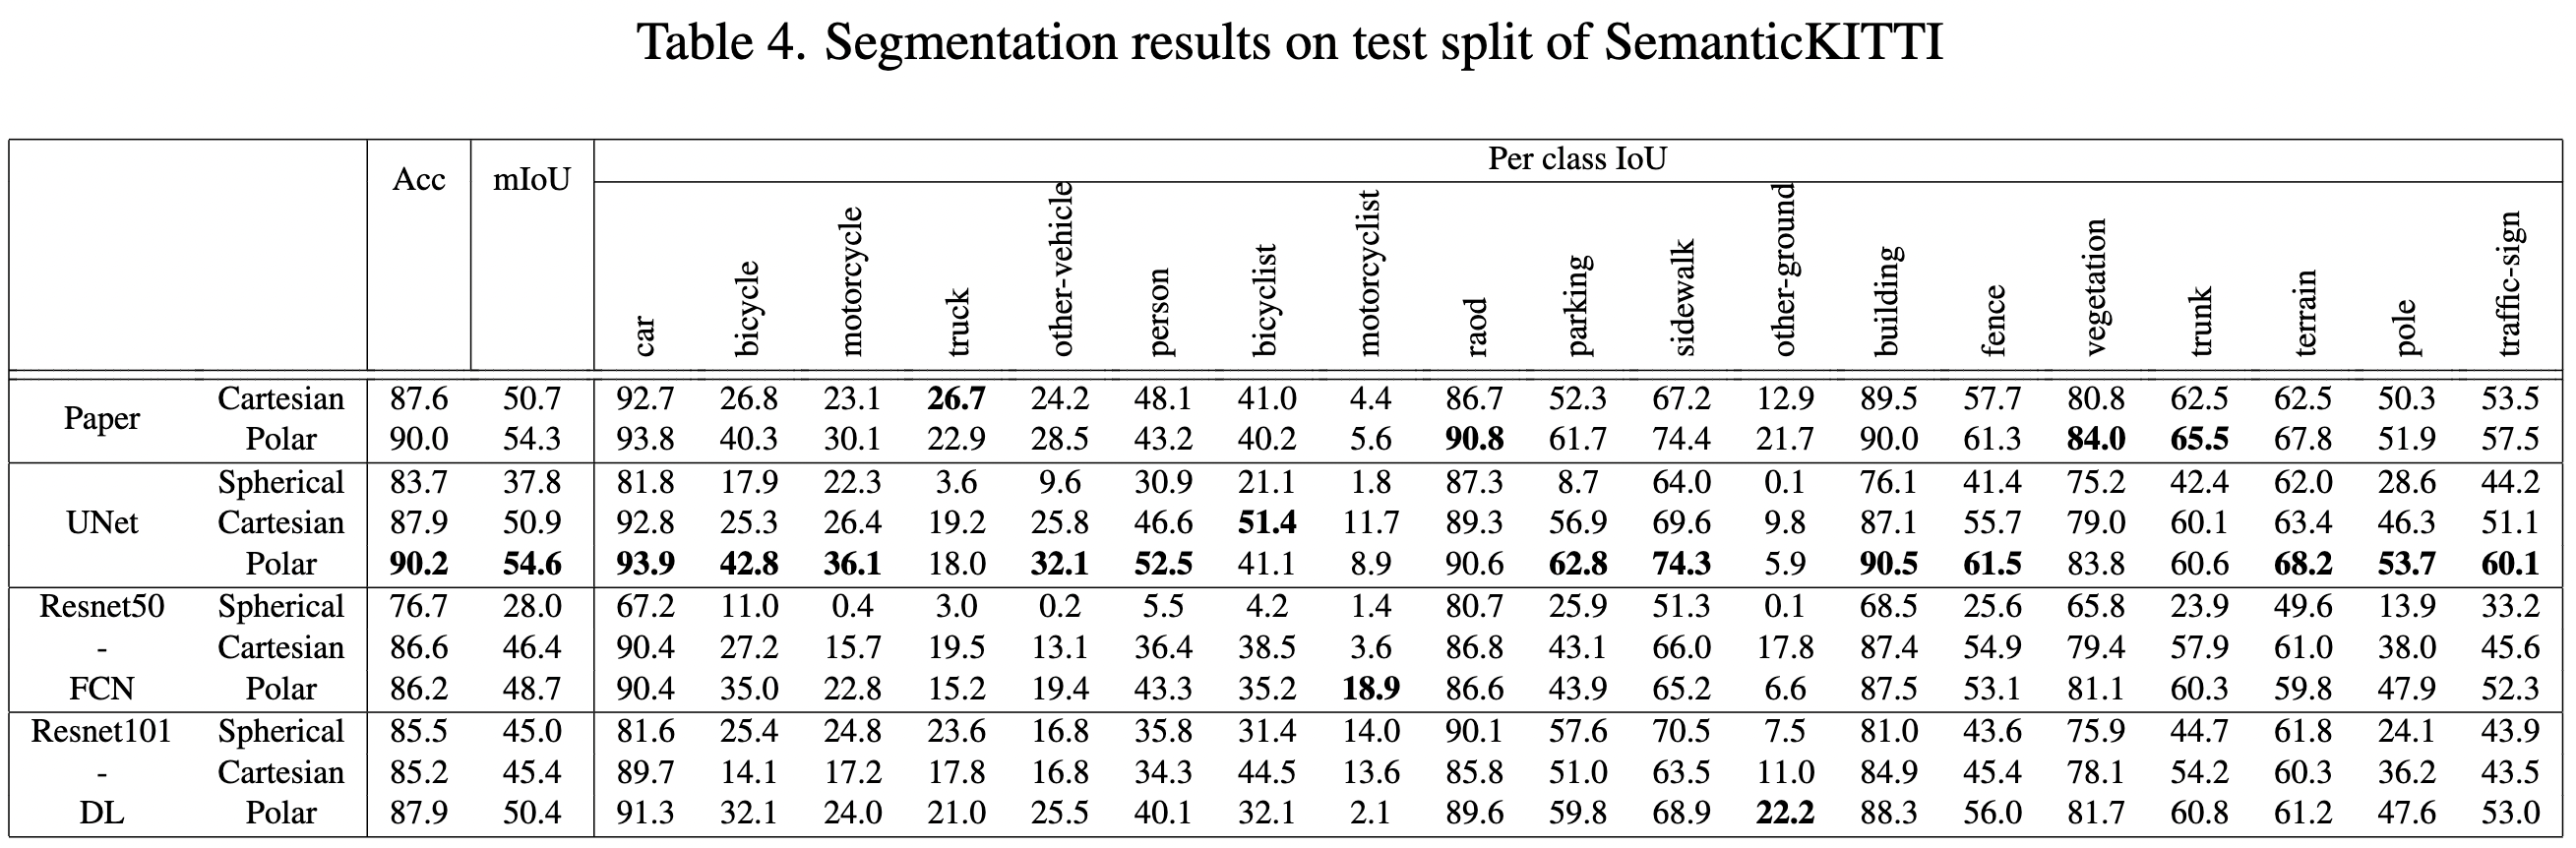 Table 4. Segmentation results on test split of SemanticKITTI
Acc mIoU Per class IoU
car bicycle motorcycle truck other-vehicle person bicyclist motorcyclist raod parking sidewalk other-ground building fence vegetation trunk terrain pole traffic-sign
Paper Cartesian 87.6 50.7 92.7 26.8 23.1 26.7 24.2 48.1 41.0 4.4 86.7 52.3 67.2 12.9 89.5 57.7 80.8 62.5 62.5 50.3 53.5
Polar 90.0 54.3 93.8 40.3 30.1 22.9 28.5 43.2 40.2 5.6 90.8 61.7 74.4 21.7 90.0 61.3 84.0 65.5 67.8 51.9 57.5
Spherical 83.7 37.8 81.8 17.9 22.3 3.6 9.6 30.9 21.1 1.8 87.3 8.7 64.0 0.1 76.1 41.4 75.2 42.4 62.0 28.6 44.2
UNet Cartesian 87.9 50.9 92.8 25.3 26.4 19.2 25.8 46.6 51.4 11.7 89.3 56.9 69.6 9.8 87.1 55.7 79.0 60.1 63.4 46.3 51.1
Polar 90.2 54.6 93.9 42.8 36.1 18.0 32.1 52.5 41.1 8.9 90.6 62.8 74.3 5.9 90.5 61.5 83.8 60.6 68.2 53.7 60.1
Resnet50 Spherical 76.7 28.0 67.2 11.0 0.4 3.0 0.2 5.5 4.2 1.4 80.7 25.9 51.3 0.1 68.5 25.6 65.8 23.9 49.6 13.9 33.2
- Cartesian 86.6 46.4 90.4 27.2 15.7 19.5 13.1 36.4 38.5 3.6 86.8 43.1 66.0 17.8 87.4 54.9 79.4 57.9 61.0 38.0 45.6
FCN Polar 86.2 48.7 90.4 35.0 22.8 15.2 19.4 43.3 35.2 18.9 86.6 43.9 65.2 6.6 87.5 53.1 81.1 60.3 59.8 47.9 52.3
Resnet101 Spherical 85.5 45.0 81.6 25.4 24.8 23.6 16.8 35.8 31.4 14.0 90.1 57.6 70.5 7.5 81.0 43.6 75.9 44.7 61.8 24.1 43.9
- Cartesian 85.2 45.4 89.7 14.1 17.2 17.8 16.8 34.3 44.5 13.6 85.8 51.0 63.5 11.0 84.9 45.4 78.1 54.2 60.3 36.2 43.5
DL Polar 87.9 50.4 91.3 32.1 24.0 21.0 25.5 40.1 32.1 2.1 89.6 59.8 68.9 22.2 88.3 56.0 81.7 60.8 61.2 47.6 53.0